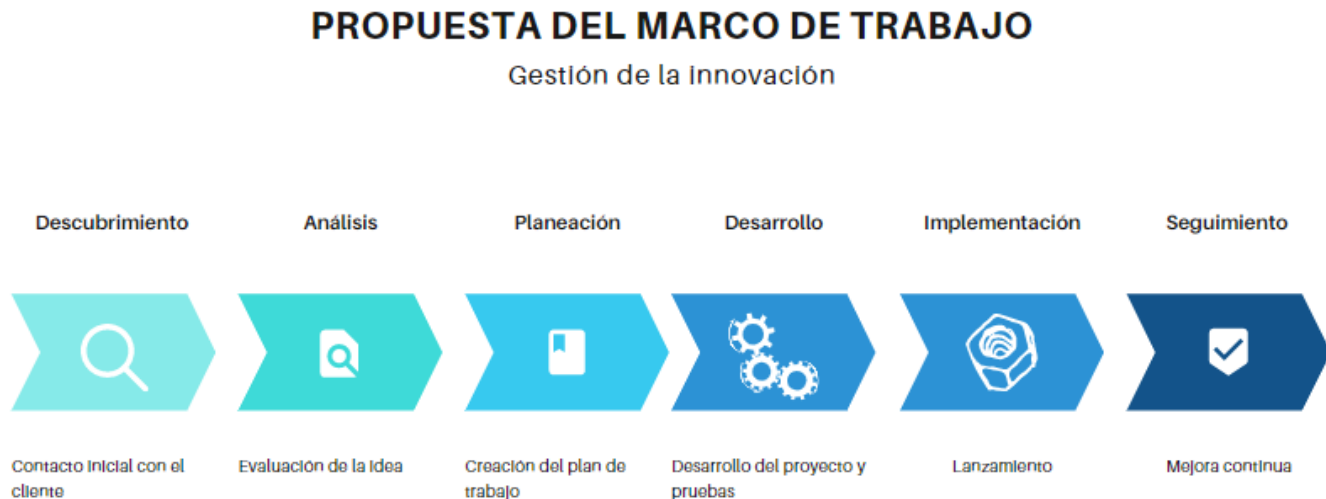 PROPUESTA DEL MARCO DE TRABAJO
Gestión de la innovación
Descubrimiento
Análisis
Planeación
Desarrollo
Implementación
Seguimiento
Contacto inicial con el
cliente
Evaluación de la idea
Creación del plan de
trabajo
Desarrollo del proyecto y
pruebas
Lanzamiento
Mejora continua